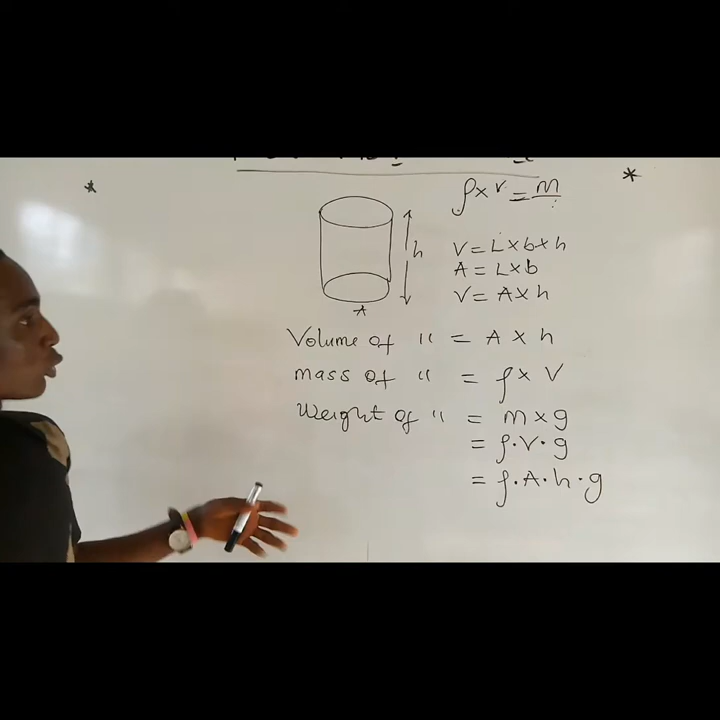 ρ x v = m
h
V = L x b x h
A = L x b
V = A x h
A
Volume of " = A x h
mass of " = ρ x V
Weight of " = m x g
= ρ . V . g
= ρ . A . h . g